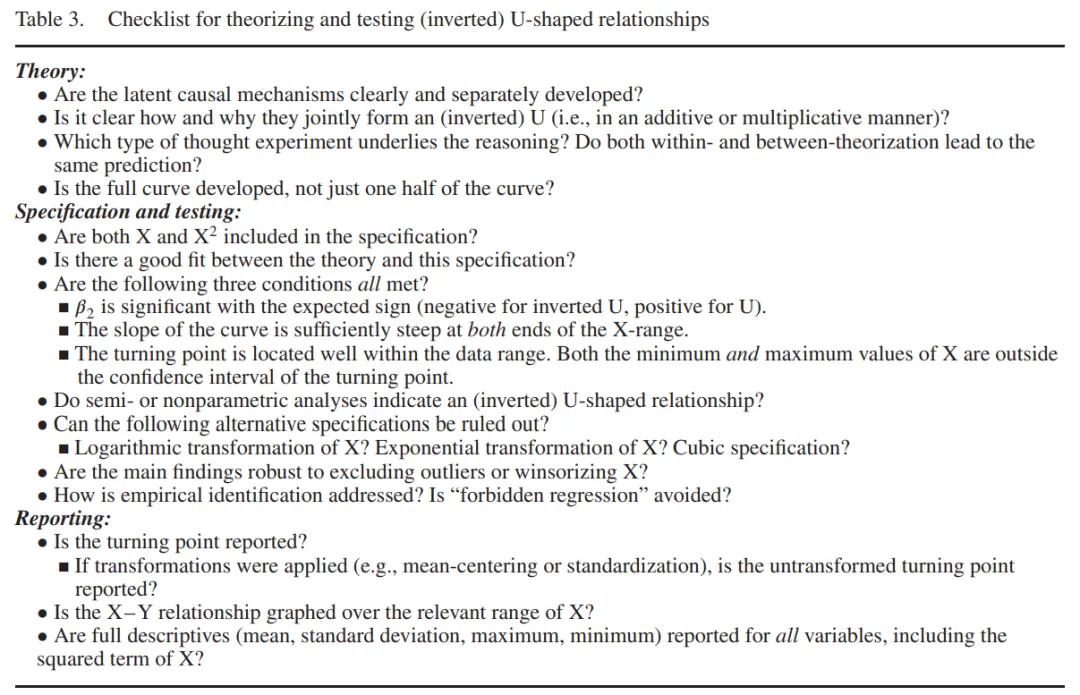 Table 3. Checklist for theorizing and testing (inverted) U-shaped relationships
Theory:
● Are the latent causal mechanisms clearly and separately developed?
● Is it clear how and why they jointly form an (inverted) U (i.e., in an additive or multiplicative manner)?
● Which type of thought experiment underlies the reasoning? Do both within- and between-theorization lead to the
same prediction?
● Is the full curve developed, not just one half of the curve?
Specification and testing:
● Are both X and X² included in the specification?
● Is there a good fit between the theory and this specification?
● Are the following three conditions all met?
■ β₂ is significant with the expected sign (negative for inverted U, positive for U).
■ The slope of the curve is sufficiently steep at both ends of the X-range.
■ The turning point is located well within the data range. Both the minimum and maximum values of X are outside
the confidence interval of the turning point.
● Do semi- or nonparametric analyses indicate an (inverted) U-shaped relationship?
● Can the following alternative specifications be ruled out?
■ Logarithmic transformation of X? Exponential transformation of X? Cubic specification?
● Are the main findings robust to excluding outliers or winsorizing X?
● How is empirical identification addressed? Is “forbidden regression” avoided?
Reporting:
● Is the turning point reported?
■ If transformations were applied (e.g., mean-centering or standardization), is the untransformed turning point
reported?
● Is the X–Y relationship graphed over the relevant range of X?
● Are full descriptives (mean, standard deviation, maximum, minimum) reported for all variables, including the
squared term of X?